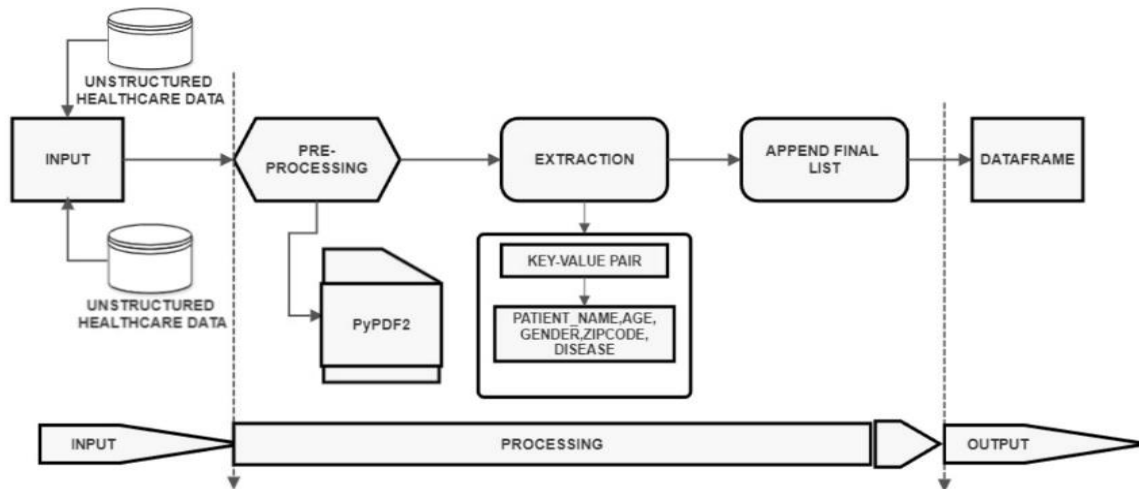 UNSTRUCTURED
HEALTHCARE DATA
INPUT
PRE-
PROCESSING
EXTRACTION
APPEND FINAL
LIST
DATAFRAME
UNSTRUCTURED
HEALTHCARE DATA
PyPDF2
KEY-VALUE PAIR
PATIENT_NAME,AGE,
GENDER,ZIPCODE,
DISEASE
INPUT
PROCESSING
OUTPUT